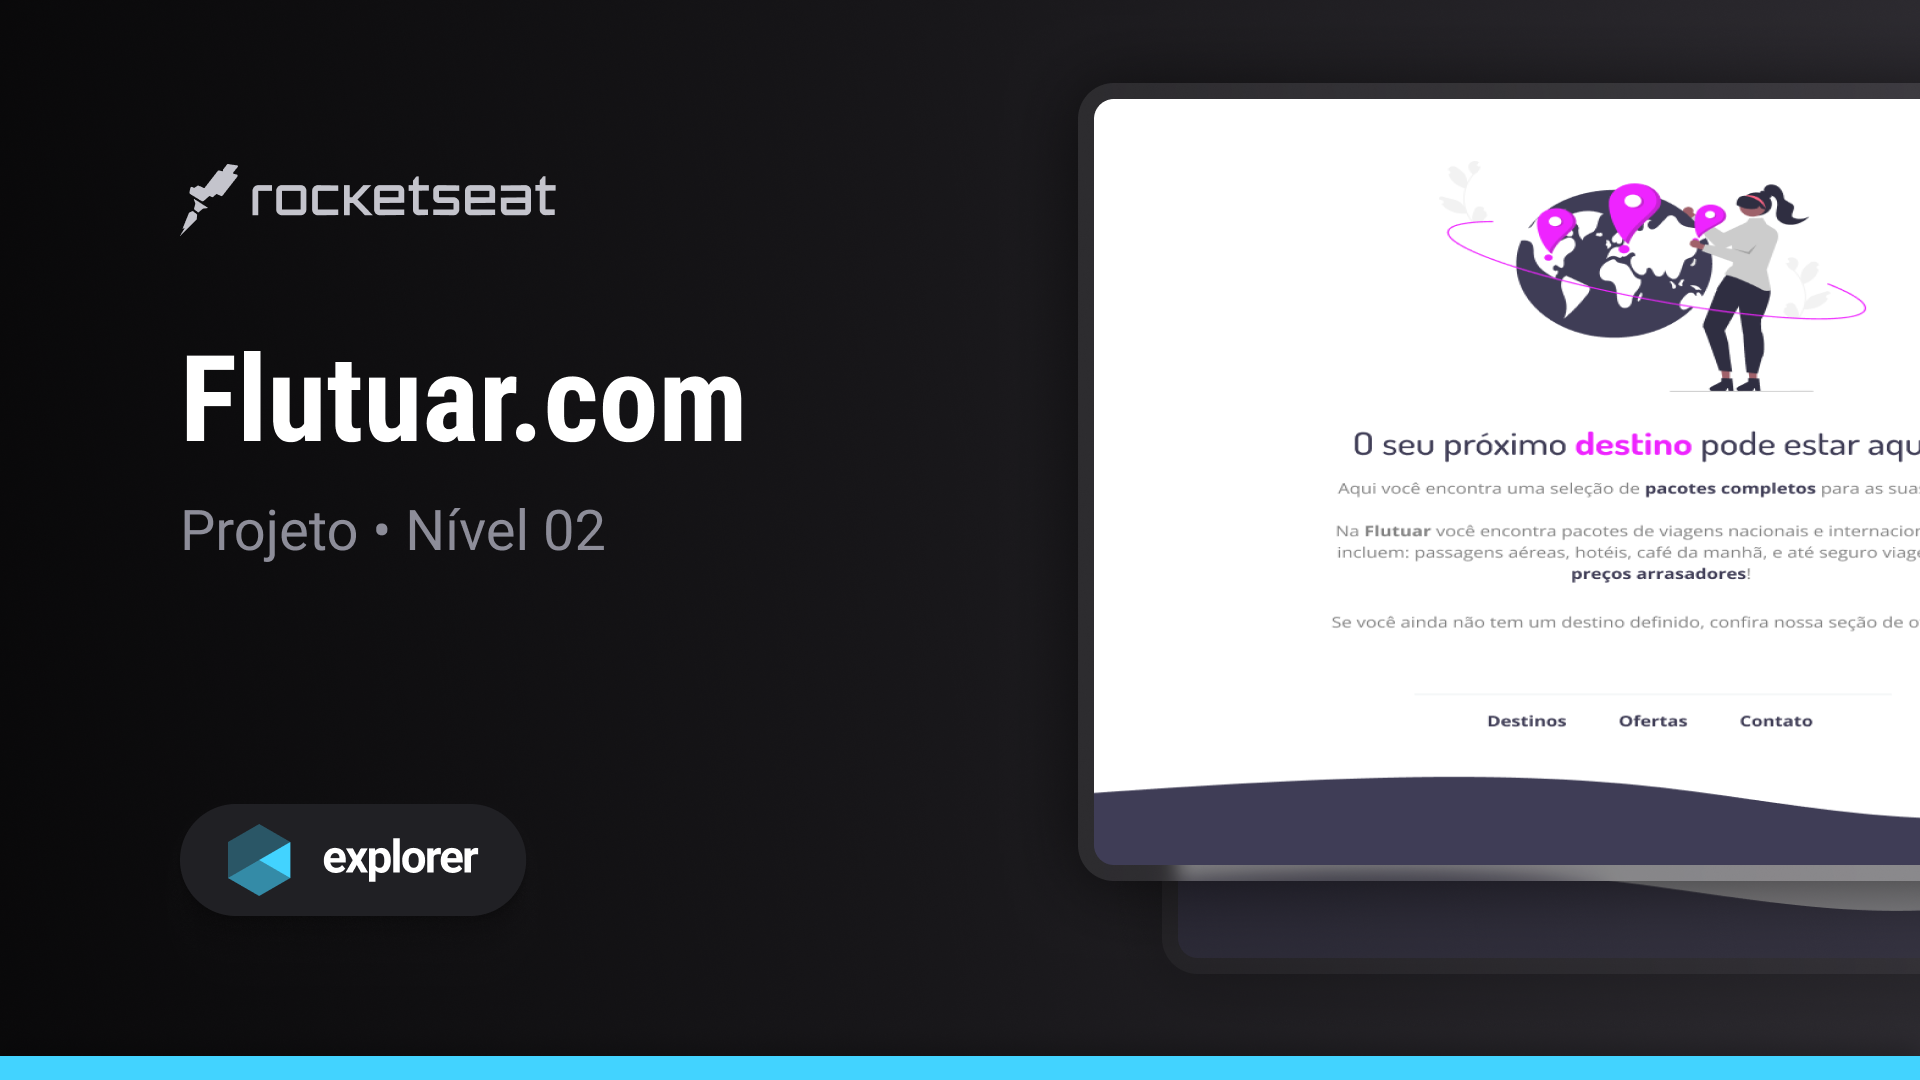 rocketseat
Flutuar.com
Projeto • Nível 02
explorer
O seu próximo destino pode estar aqu
Aqui você encontra uma seleção de pacotes completos para as suas
Na Flutuar você encontra pacotes de viagens nacionais e internacion
incluem: passagens aéreas, hotéis, café da manhã, e até seguro viage
preços arrasadores!
Se você ainda não tem um destino definido, confira nossa seção de o
Destinos Ofertas Contato